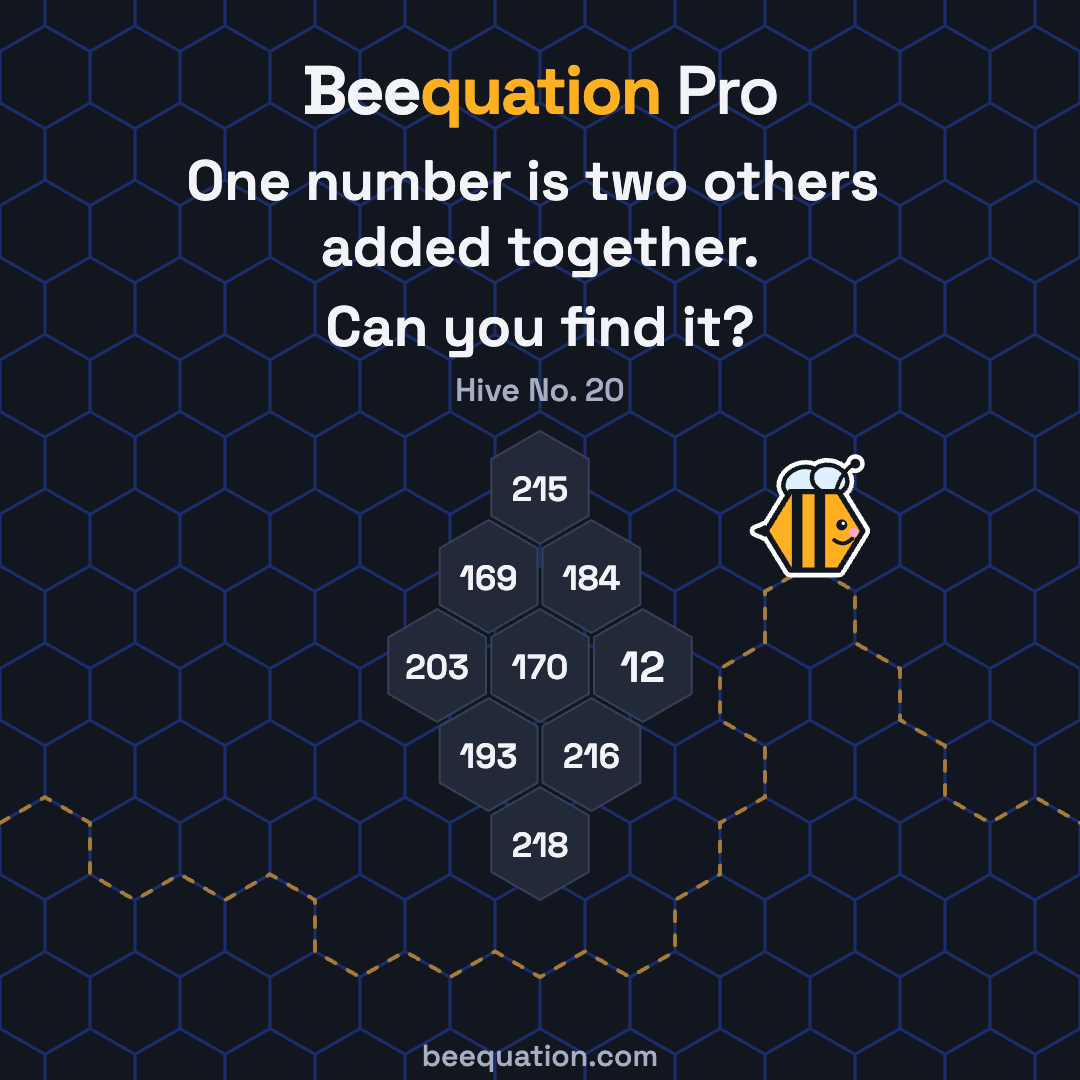 Beequation Pro
One number is two others
added together.
Can you find it?
Hive No. 20
215
169 184
203 170 12
193 216
218
beequation.com